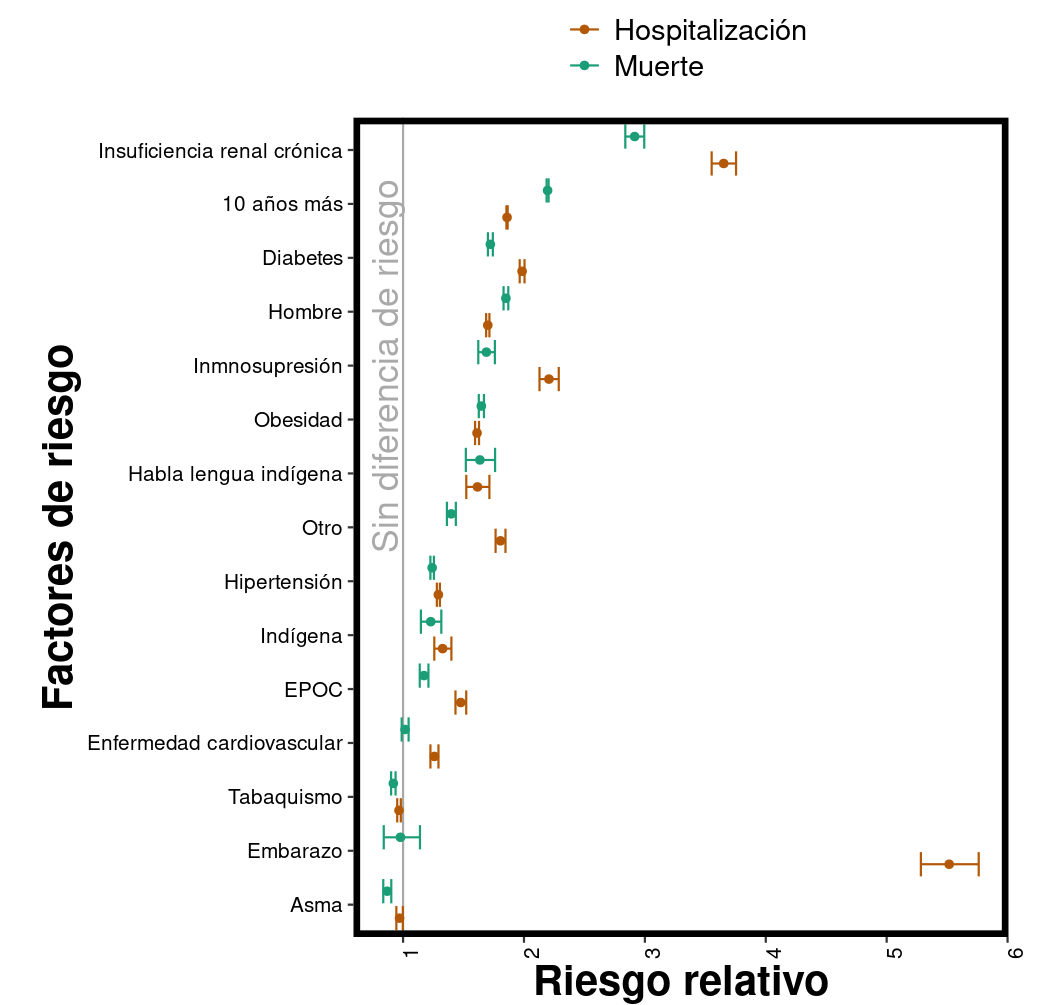 Hospitalización
Muerte
Insuficiencia renal crónica
10 años más
Diabetes
Hombre
Inmnosupresión
Obesidad
Habla lengua indígena
Otro
Hipertensión
Indígena
EPOC
Enfermedad cardiovascular
Tabaquismo
Embarazo
Asma
Factores de riesgo
Sin diferencia de riesgo
1 2 3 4 5 6
Riesgo relativo